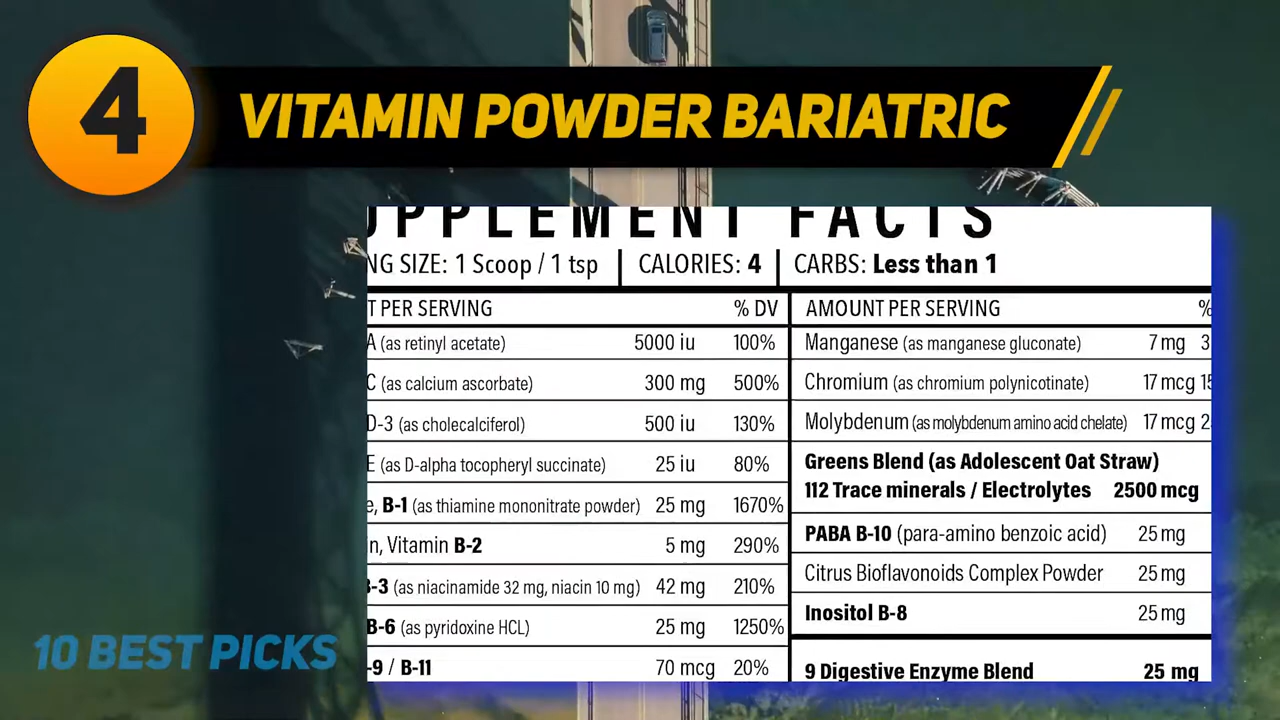 4
VITAMIN POWDER BARIATRIC
SUPPLEMENT FACTS
SIZE: 1 Scoop / 1 tsp CALORIES: 4 CARBS: Less than 1
PER SERVING % DV
A (as retinyl acetate) 5000 iu 100%
C (as calcium ascorbate) 300 mg 500%
D-3 (as cholecalciferol) 500 iu 130%
E (as D-alpha tocopheryl succinate) 25 iu 80%
B-1 (as thiamine mononitrate powder) 25 mg 1670%
Vitamin B-2 5 mg 290%
B-3 (as niacinamide 32 mg, niacin 10 mg) 42 mg 210%
B-6 (as pyridoxine HCL) 25 mg 1250%
-9 / B-11 70 mcg 20%
AMOUNT PER SERVING %
Manganese (as manganese gluconate) 7 mg 3
Chromium (as chromium polynicotinate) 17 mcg 15
Molybdenum (as molybdenum amino acid chelate) 17 mcg 2
Greens Blend (as Adolescent Oat Straw)
112 Trace minerals / Electrolytes 2500 mcg
PABA B-10 (para-amino benzoic acid) 25 mg
Citrus Bioflavonoids Complex Powder 25 mg
Inositol B-8 25 mg
9 Digestive Enzyme Blend 25 mg
10 BEST PICKS